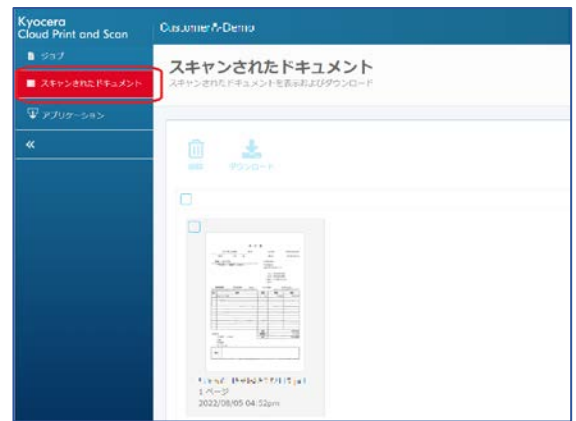 Kyocera
Cloud Print and Scan
CustomerA-Demo
ジョブ
スキャンされたドキュメント
アプリケーション
«
スキャンされたドキュメント
スキャンされたドキュメントを表示およびダウンロード
削除
ダウンロード
1 ページ
2022/08/05 04:52pm